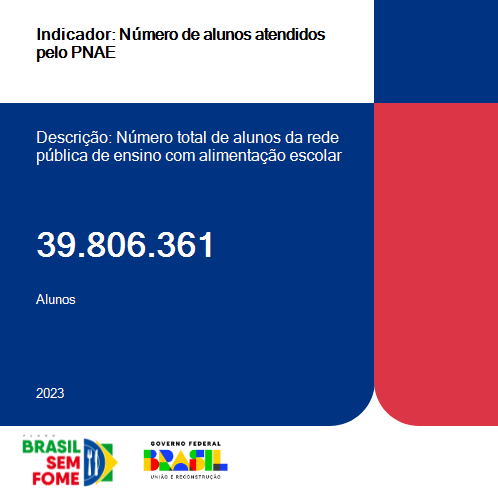 Indicador: Número de alunos atendidos
pelo PNAE
Descrição: Número total de alunos da rede
pública de ensino com alimentação escolar
39.806.361
Alunos
2023
PLANO
BRASIL
SEM
FOME
GOVERNO FEDERAL
BRASIL
UNIÃO E RECONSTRUÇÃO